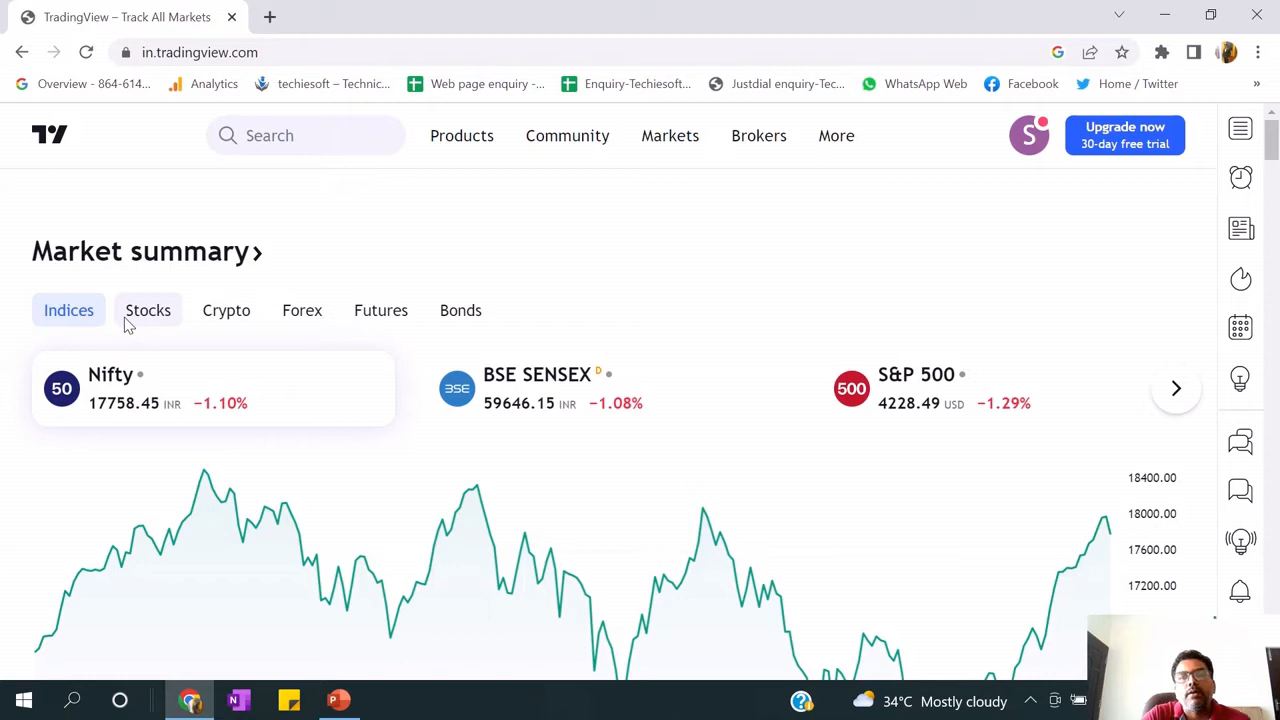 TradingView – Track All Markets
in.tradingview.com
Overview - 864-614...
Analytics
techiesoft – Technic...
Web page enquiry -...
Enquiry-Techiesoft...
Justdial enquiry-Tec...
WhatsApp Web
Facebook
Home / Twitter
»
Search
Products
Community
Markets
Brokers
More
S
Upgrade now
30-day free trial
Market summary ›
Indices
Stocks
Crypto
Forex
Futures
Bonds
50
Nifty
17758.45 INR −1.10%
BSE
BSE SENSEX D
59646.15 INR −1.08%
500
S&P 500
4228.49 USD −1.29%
18400.00
18000.00
17600.00
17200.00
34°C Mostly cloudy